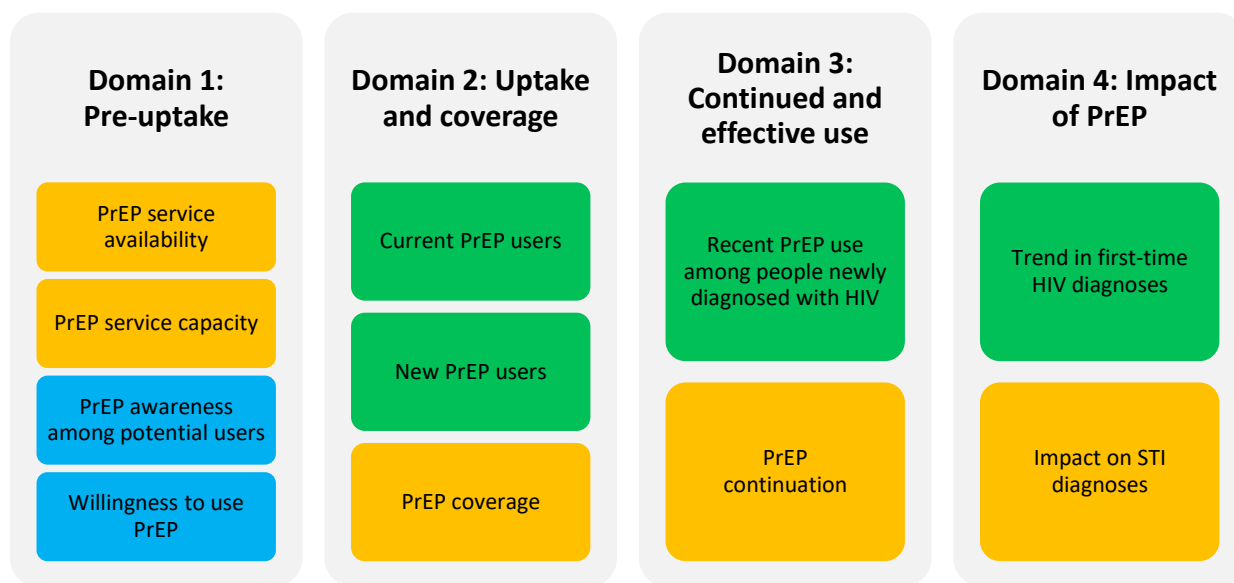 Domain 1:
Pre-uptake
PrEP service
availability
PrEP service capacity
PrEP awareness
among potential users
Willingness to use
PrEP
Domain 2: Uptake
and coverage
Current PrEP users
New PrEP users
PrEP coverage
Domain 3:
Continued and
effective use
Recent PrEP use
among people newly
diagnosed with HIV
PrEP
continuation
Domain 4: Impact
of PrEP
Trend in first-time
HIV diagnoses
Impact on STI
diagnoses